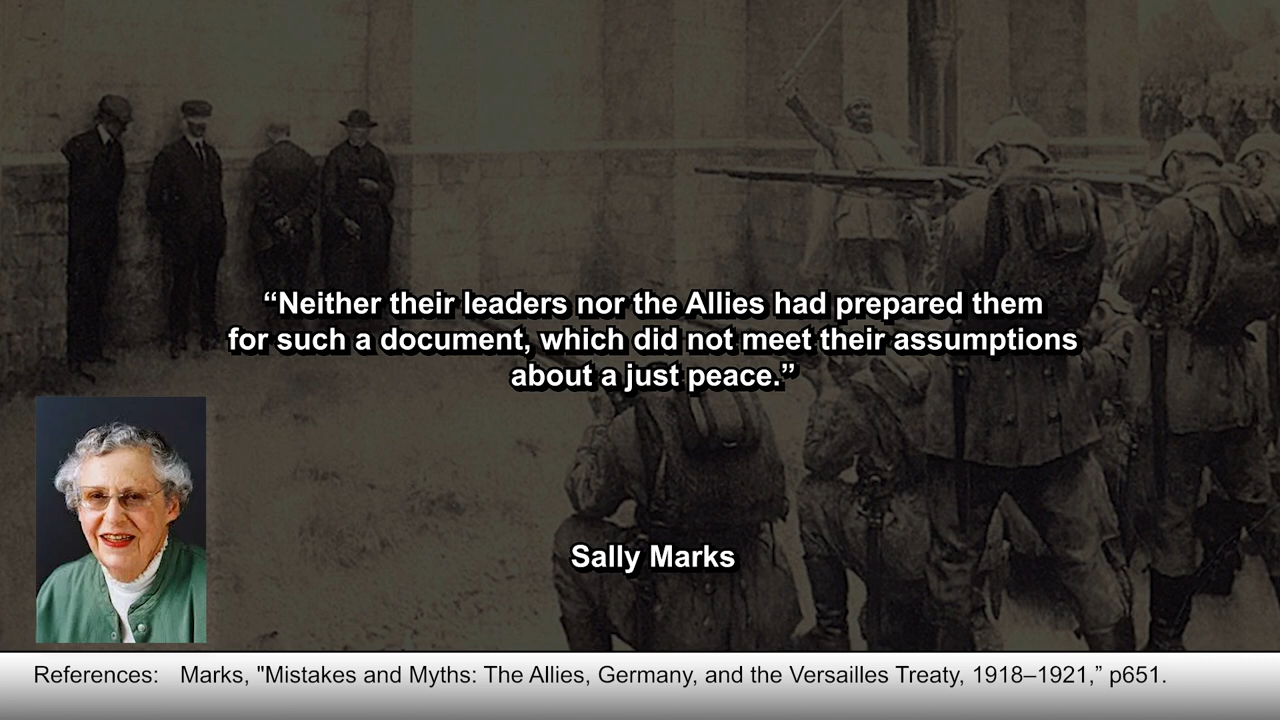 “Neither their leaders nor the Allies had prepared them
for such a document, which did not meet their assumptions
about a just peace.”
Sally Marks
References: Marks, "Mistakes and Myths: The Allies, Germany, and the Versailles Treaty, 1918–1921,” p651.